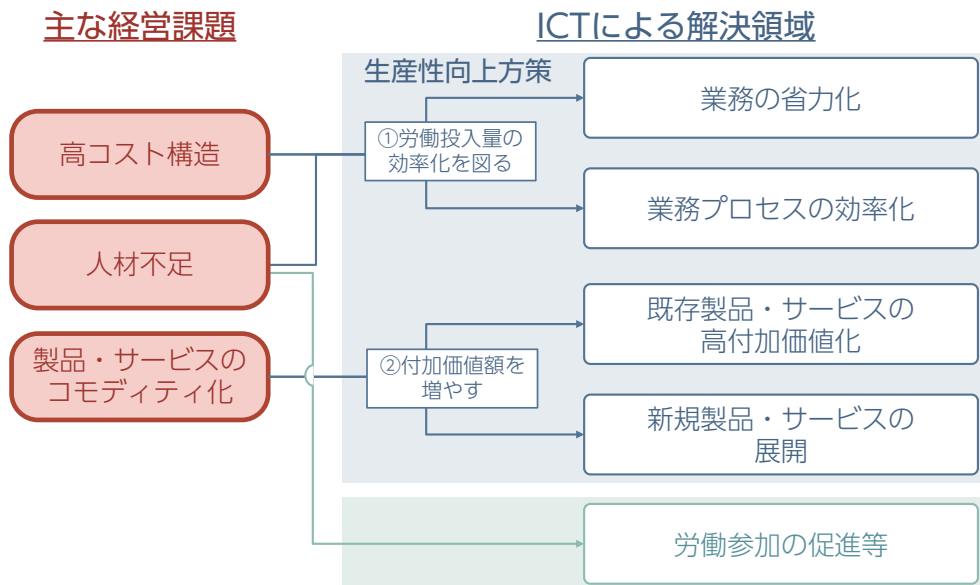 主な経営課題
ICTによる解決領域
高コスト構造
人材不足
製品・サービスの
コモディティ化
生産性向上方策
①労働投入量の
効率化を図る
②付加価値額を
増やす
業務の省力化
業務プロセスの効率化
既存製品・サービスの
高付加価値化
新規製品・サービスの
展開
労働参加の促進等